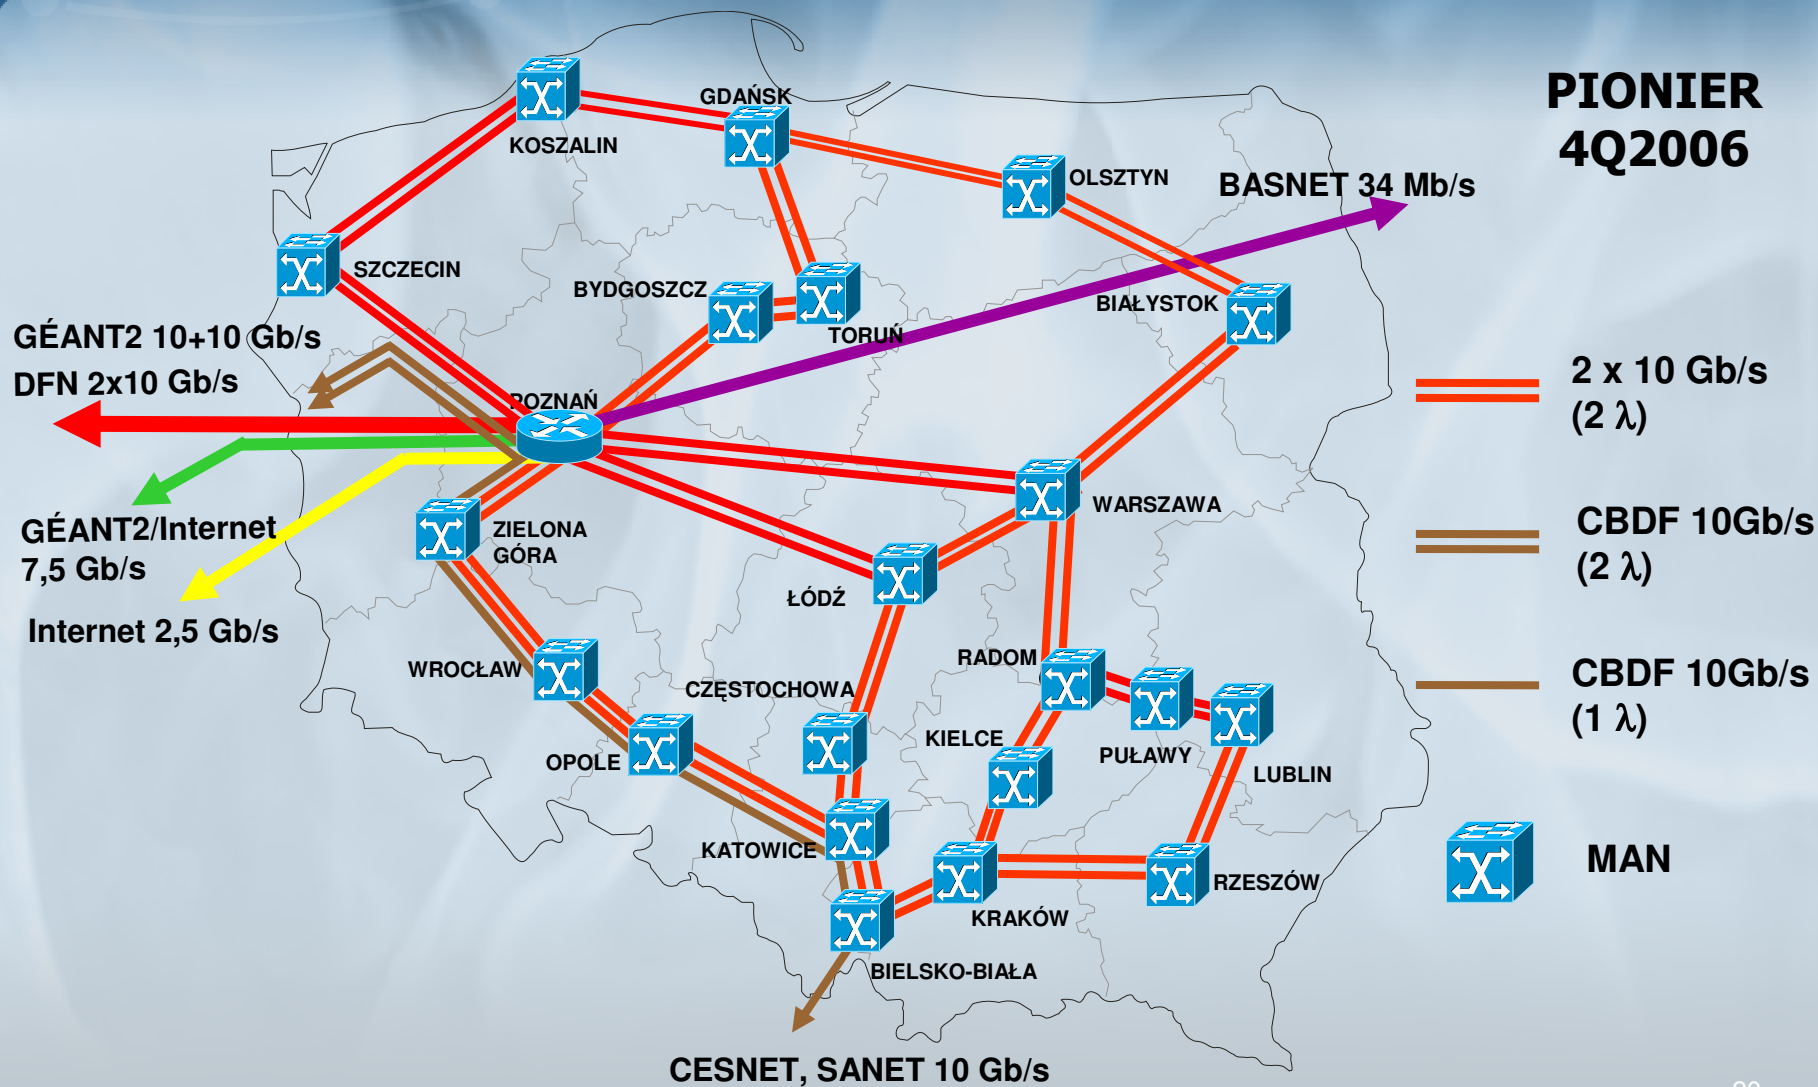 PIONIER
4Q2006
GDAŃSK
KOSZALIN
OLSZTYN
BASNET 34 Mb/s
SZCZECIN
BYDGOSZCZ
BIAŁYSTOK
TORUŃ
GÉANT2 10+10 Gb/s
DFN 2x10 Gb/s
POZNAŃ
2 x 10 Gb/s
(2 λ)
WARSZAWA
GÉANT2/Internet
7,5 Gb/s
ZIELONA
GÓRA
CBDF 10Gb/s
(2 λ)
ŁÓDŹ
Internet 2,5 Gb/s
WROCŁAW
RADOM
CZĘSTOCHOWA
CBDF 10Gb/s
(1 λ)
KIELCE
PUŁAWY
OPOLE
LUBLIN
KATOWICE
MAN
RZESZÓW
KRAKÓW
BIELSKO-BIAŁA
CESNET, SANET 10 Gb/s